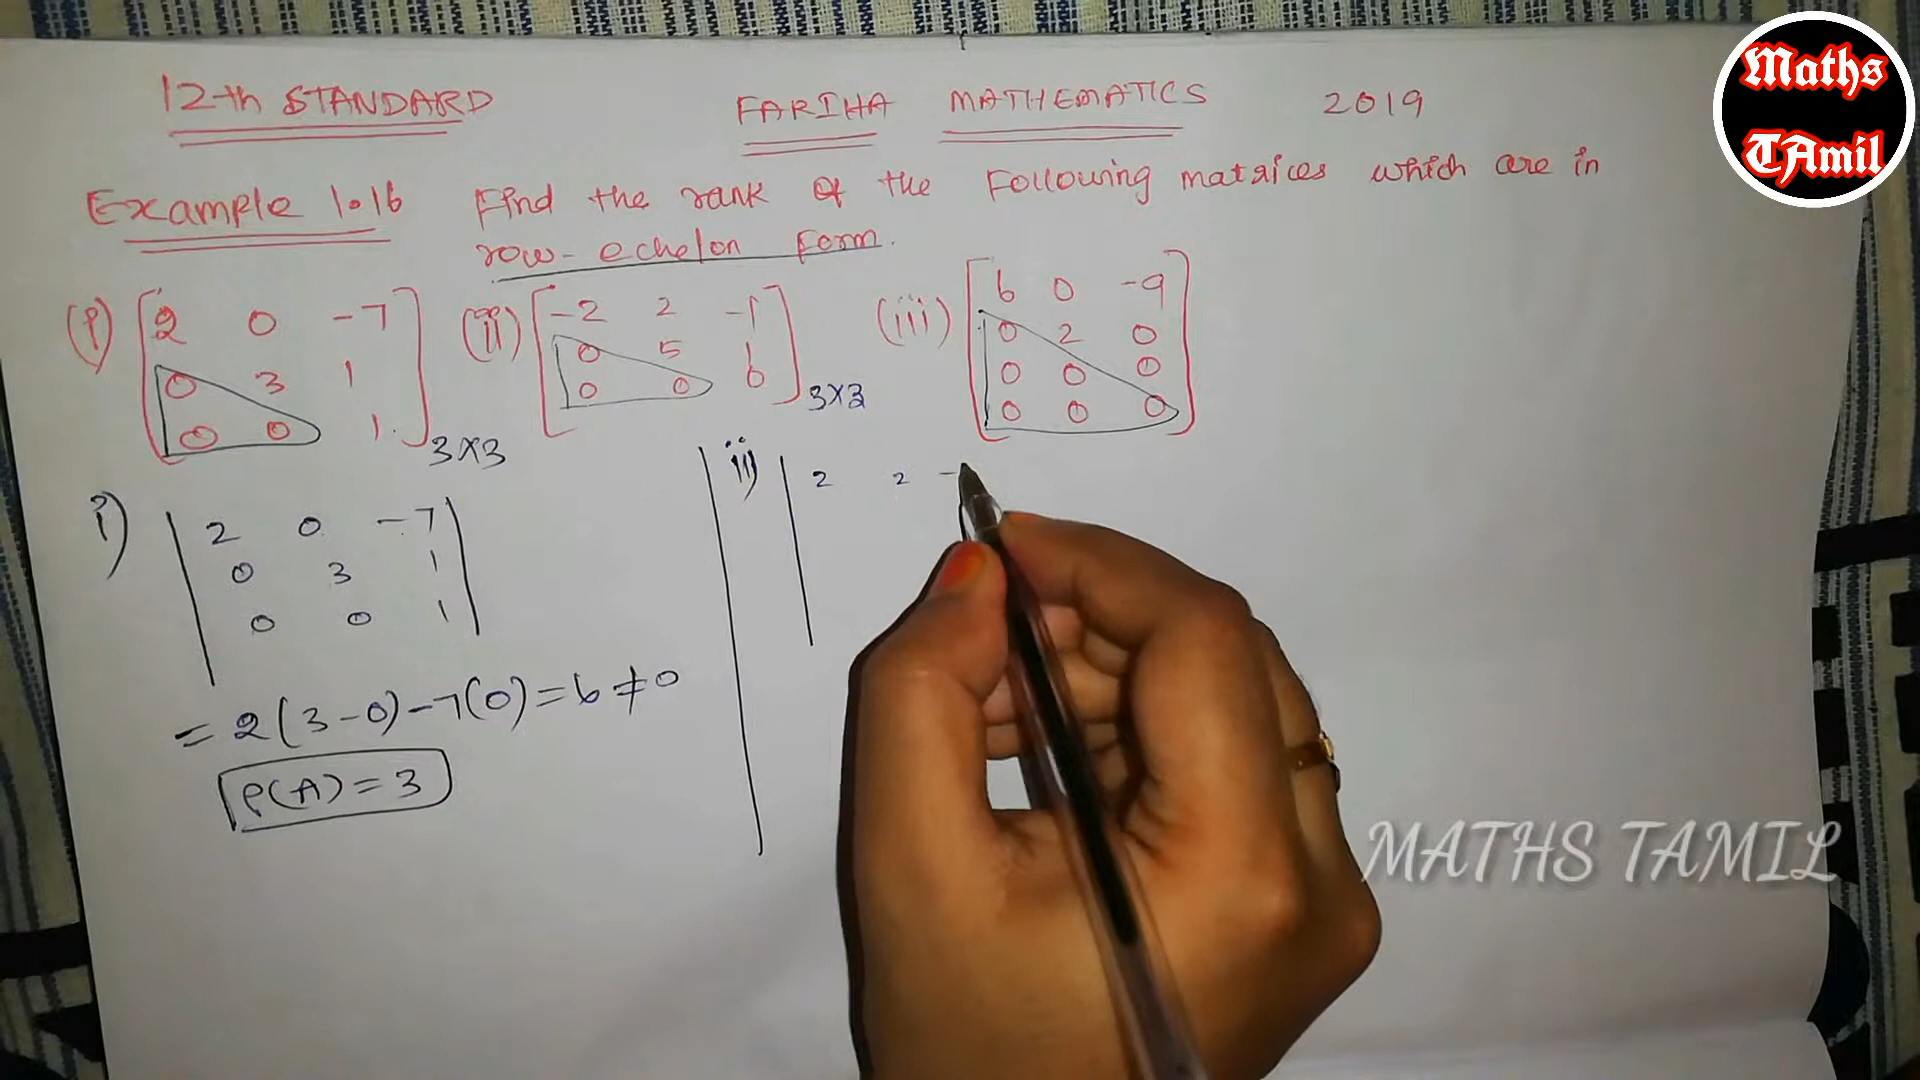 Maths
TAmil
12th STANDARD FARIHA MATHEMATICS 2019
Example 1.16 Find the rank of the Following matrices which are in
row-echelon Form.
(i) [2 0 -7
0 3 1
0 0 1.] 3x3
(ii) [-2 2 -1
0 5 1
0 0 6] 3x3
(iii) [6 0 -9
0 2 0
0 0 0
0 0 0]
i) | 2 0 -7 |
0 3 1
0 0 1
= 2(3-0)-7(0)=6≠0
ρ(A)=3
ii) | 2 2 -
MATHS TAMIL